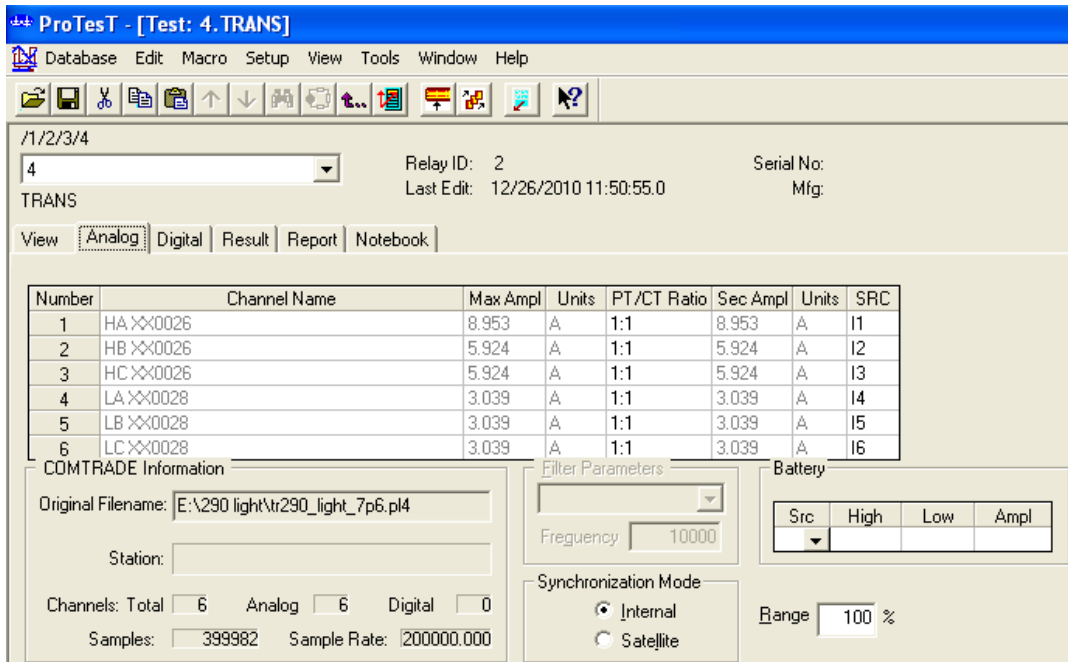 ProTesT - [Test: 4.TRANS]
Database Edit Macro Setup View Tools Window Help
/1/2/3/4
4
Relay ID: 2
Serial No:
Last Edit: 12/26/2010 11:50:55.0
Mfg:
TRANS
View Analog Digital Result Report Notebook
Number Channel Name Max Ampl Units PT/CT Ratio Sec Ampl Units SRC
1 HA XX0026 8.953 A 1:1 8.953 A I1
2 HB XX0026 5.924 A 1:1 5.924 A I2
3 HC XX0026 5.924 A 1:1 5.924 A I3
4 LA XX0028 3.039 A 1:1 3.039 A I4
5 LB XX0028 3.039 A 1:1 3.039 A I5
6 LC XX0028 3.039 A 1:1 3.039 A I6
COMTRADE Information
Original Filename: E:\290 light\tr290_light_7p6.pl4
Station:
Channels: Total 6 Analog 6 Digital 0
Samples: 399982 Sample Rate: 200000.000
Filter Parameters
Frequency 10000
Synchronization Mode
Internal
Satellite
Battery
Src High Low Ampl
Range 100 %